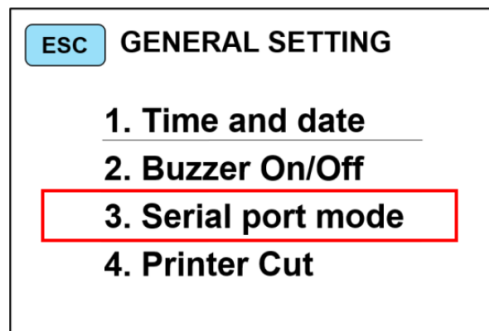 ESC GENERAL SETTING
1. Time and date
2. Buzzer On/Off
3. Serial port mode
4. Printer Cut